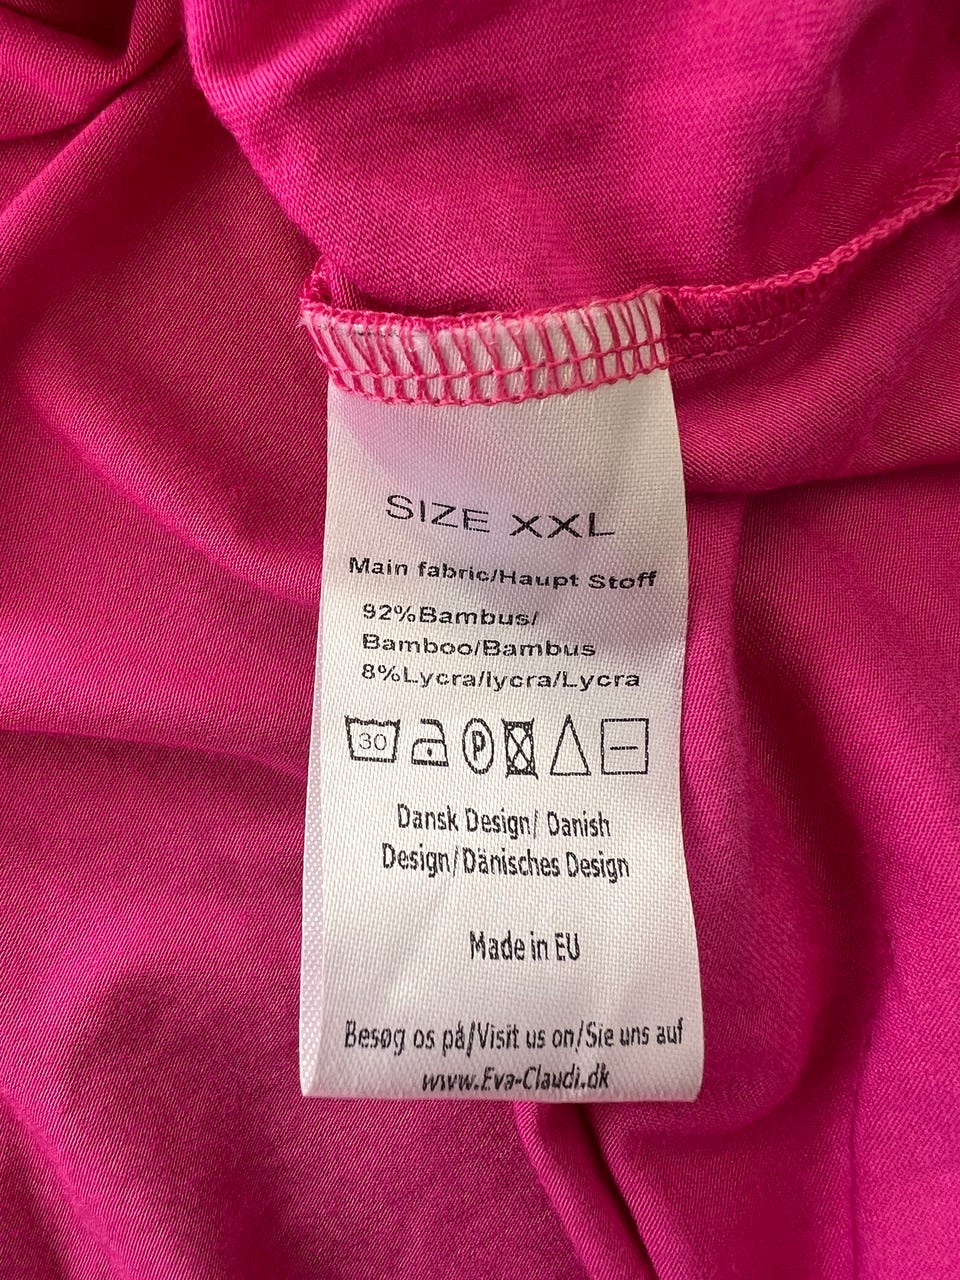 SIZE XXL
Main fabric/Haupt Stoff
92%Bambus/
Bamboo/Bambus
8%Lycra/lycra/Lycra
30 P
Dansk Design/ Danish
Design/Dänisches Design
Made in EU
Besøg os på/Visit us on/Sie uns auf
www.Eva-Claudi.dk